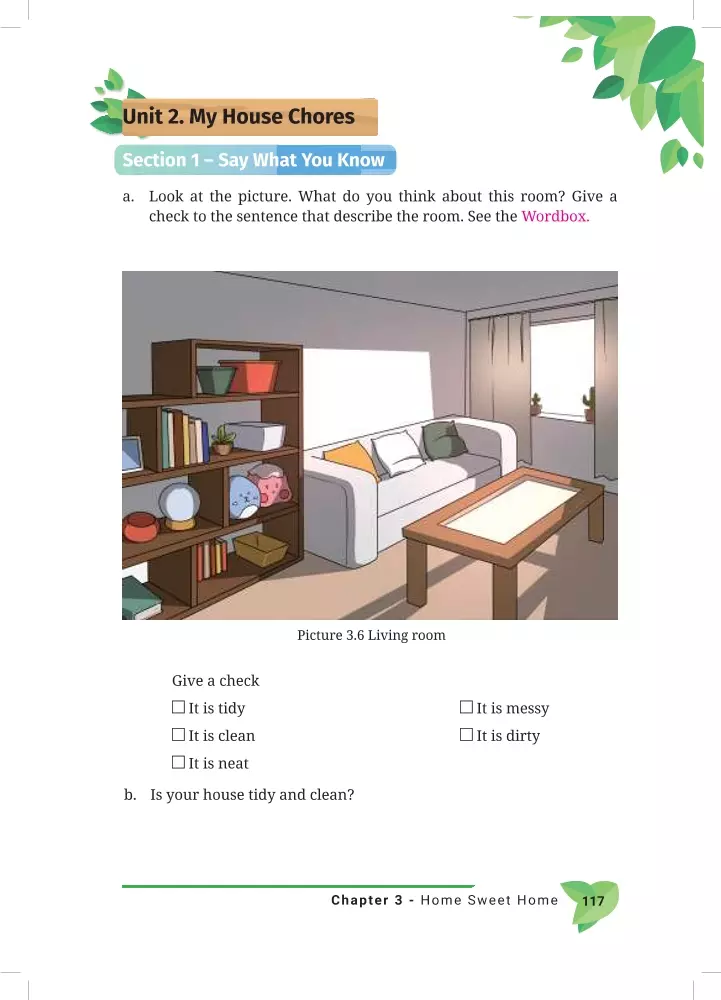 Unit 2. My House Chores
Section 1 – Say What You Know
a. Look at the picture. What do you think about this room? Give a
check to the sentence that describe the room. See the Wordbox.
Picture 3.6 Living room
Give a check
It is tidy
It is messy
It is clean
It is dirty
It is neat
b. Is your house tidy and clean?
Chapter 3 - Home Sweet Home 117